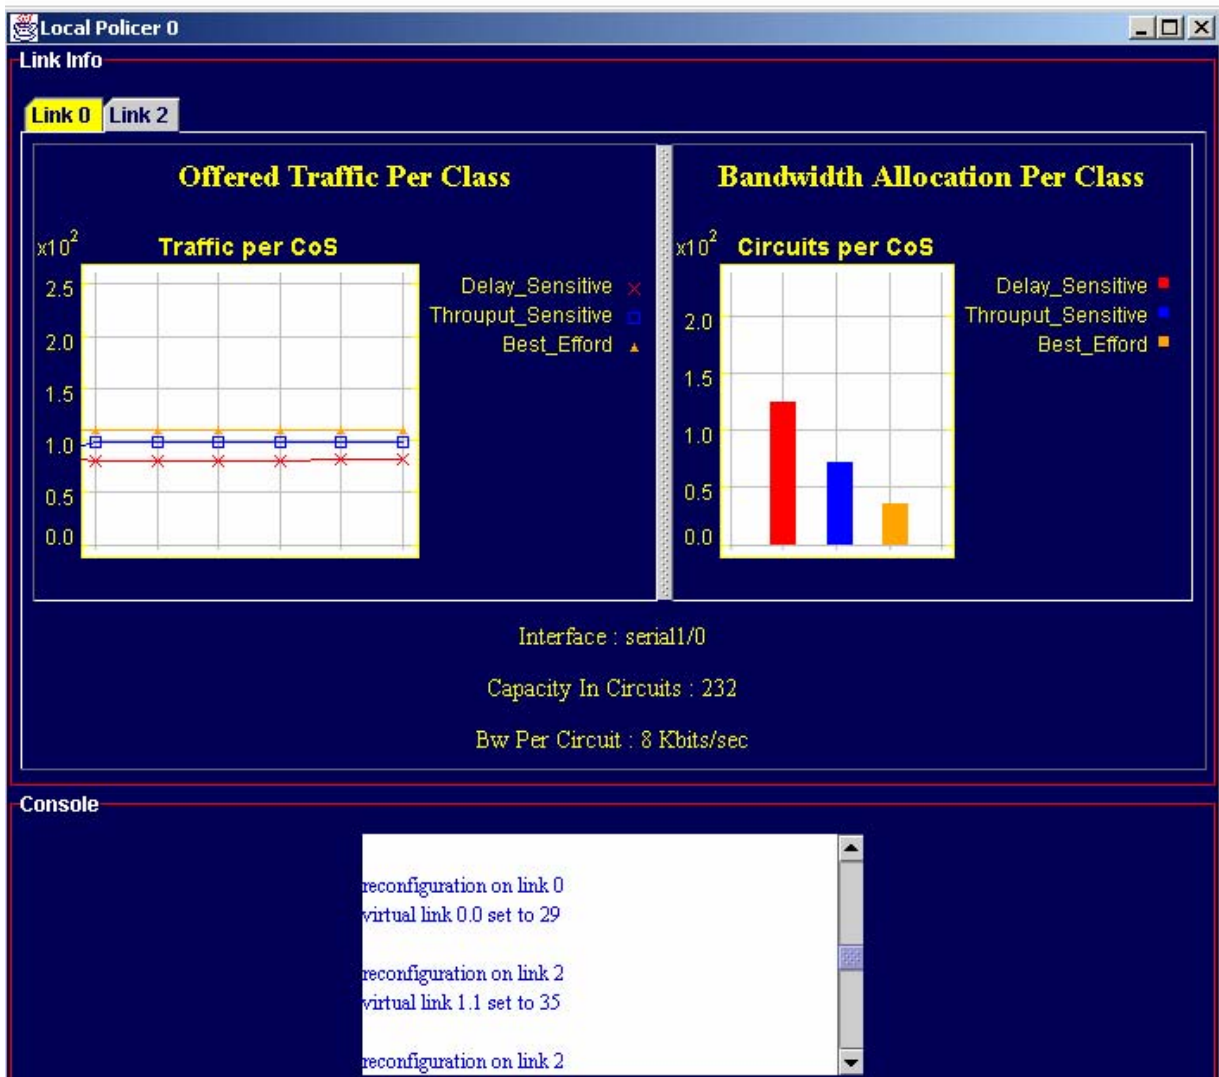 Local Policer 0
Link Info
Link 0 Link 2
Offered Traffic Per Class
x10^2 Traffic per CoS
2.5
2.0
1.5
1.0
0.5
0.0
Delay_Sensitive
Throuput_Sensitive
Best_Efford
Bandwidth Allocation Per Class
x10^2 Circuits per CoS
2.0
1.5
1.0
0.5
0.0
Delay_Sensitive
Throuput_Sensitive
Best_Efford
Interface : serial1/0
Capacity In Circuits : 232
Bw Per Circuit : 8 Kbits/sec
Console
reconfiguration on link 0
virtual link 0.0 set to 29
reconfiguration on link 2
virtual link 1.1 set to 35
reconfiguration on link 2